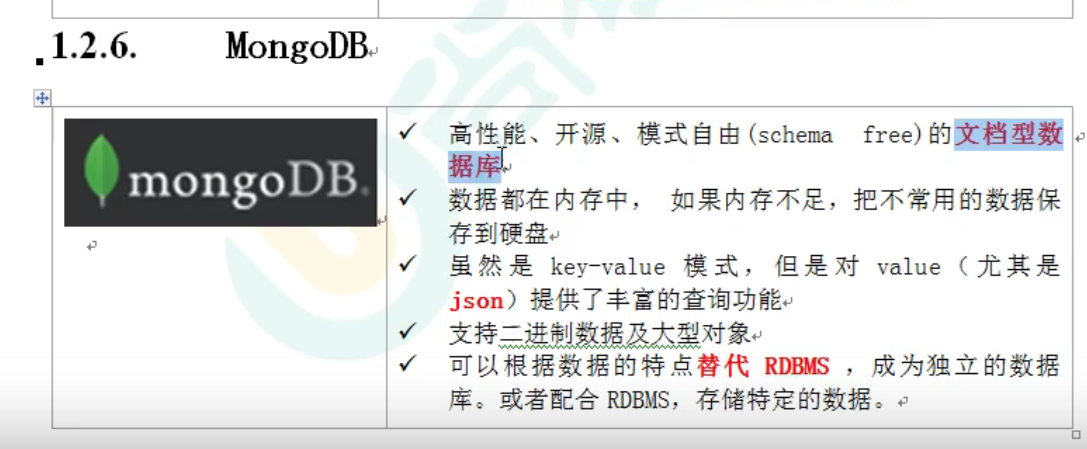 1.2.6. MongoDB
mongoDB®
高性能、开源、模式自由(schema free)的文档型数
据库
数据都在内存中, 如果内存不足,把不常用的数据保
存到硬盘
虽然是 key-value 模式,但是对 value(尤其是
json)提供了丰富的查询功能
支持二进制数据及大型对象
可以根据数据的特点替代 RDBMS ,成为独立的数据
库。或者配合 RDBMS,存储特定的数据。